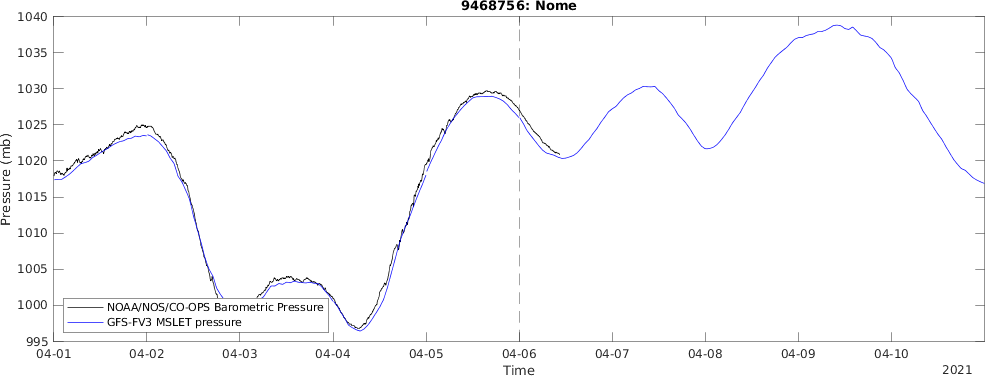 9468756: Nome
1040
1035
1030
1025
1020
1015
1010
1005
1000
995
Pressure (mb)
NOAA/NOS/CO-OPS Barometric Pressure
GFS-FV3 MSLET pressure
04-01 04-02 04-03 04-04 04-05 04-06 04-07 04-08 04-09 04-10
Time
2021